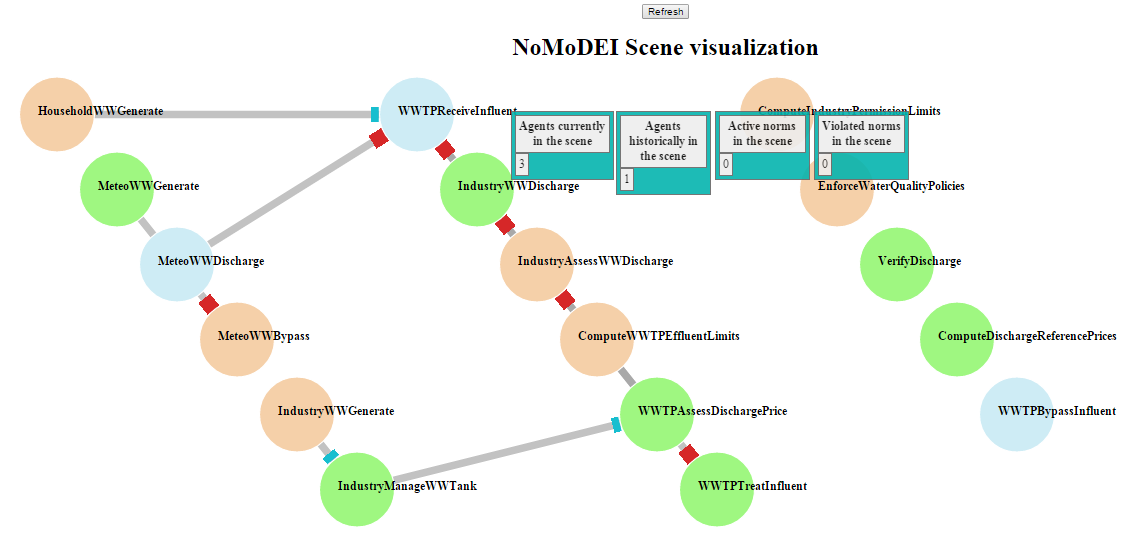 Refresh
NoMoDEI Scene visualization
HouseholdWWGenerate
WWTPReceiveInfluent
ComputeIndustryPermissionLimits
Agents currently
in the scene
3
Agents
historically in
the scene
1
Active norms
in the scene
0
Violated norms
in the scene
0
MeteoWWGenerate
IndustryWWDischarge
EnforceWaterQualityPolicies
MeteoWWDischarge
IndustryAssessWWDischarge
VerifyDischarge
MeteoWWBypass
ComputeWWTPEffluentLimits
ComputeDischargeReferencePrices
IndustryWWGenerate
WWTPAssessDischargePrice
WWTPBypassInfluent
IndustryManageWWTank
WWTPTreatInfluent